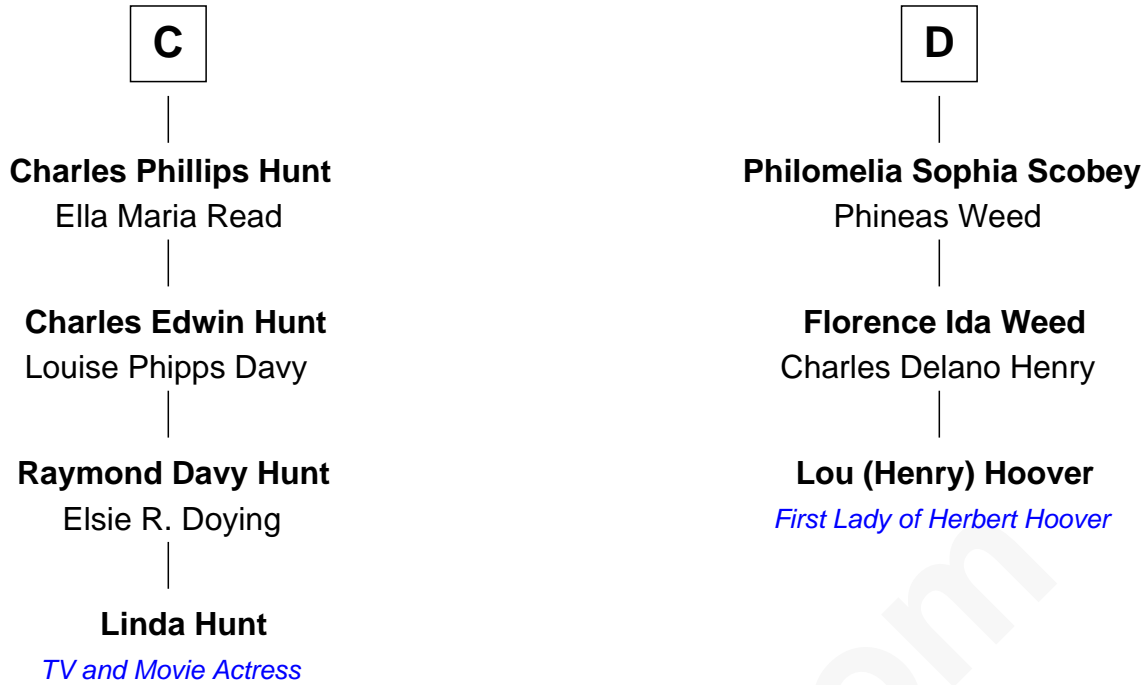 C
Charles Phillips Hunt
Ella Maria Read
Charles Edwin Hunt
Louise Phipps Davy
Raymond Davy Hunt
Elsie R. Doying
Linda Hunt
TV and Movie Actress
D
Philomelia Sophia Scobey
Phineas Weed
Florence Ida Weed
Charles Delano Henry
Lou (Henry) Hoover
First Lady of Herbert Hoover
om